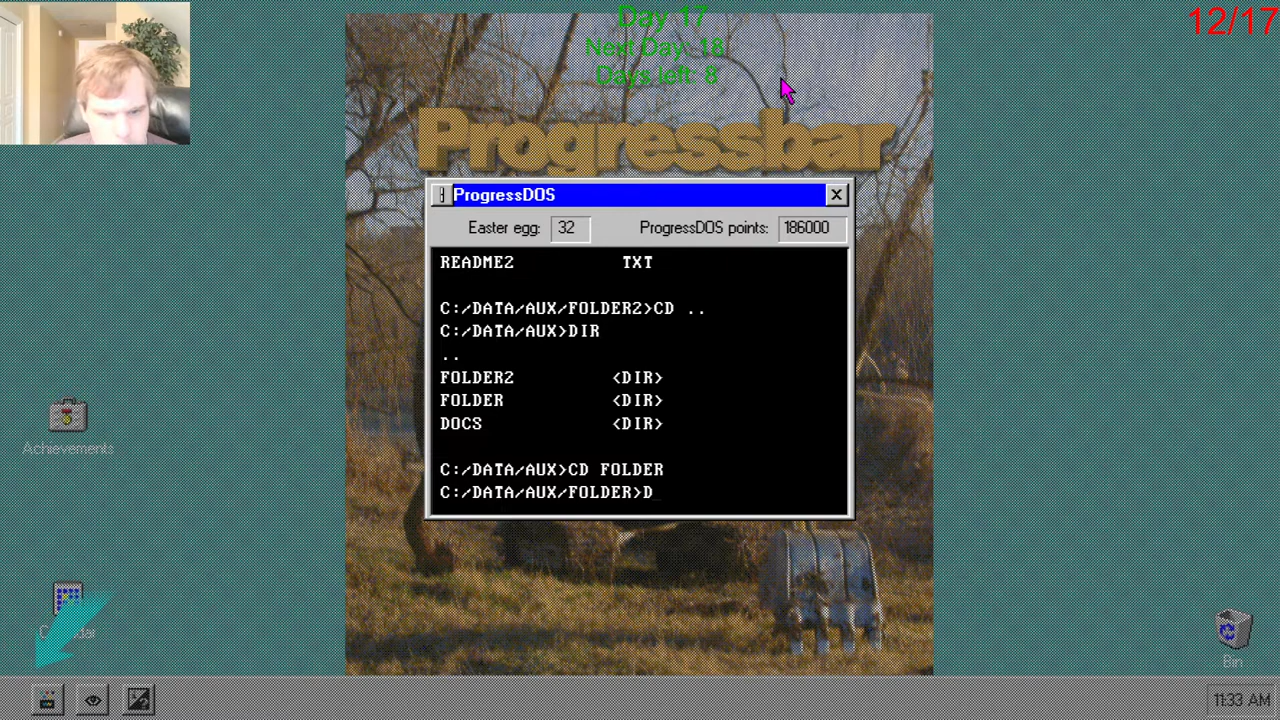 Day 17
Next Day: 18
Days left: 8
12/17
Progressbar
ProgressDOS
Easter egg: 32 ProgressDOS points: 186000
README2 TXT
C:/DATA/AUX/FOLDER2>CD ..
C:/DATA/AUX>DIR
..
FOLDER2 <DIR>
FOLDER <DIR>
DOCS <DIR>
C:/DATA/AUX>CD FOLDER
C:/DATA/AUX/FOLDER>D_
Achievements
Bin
11:33 AM